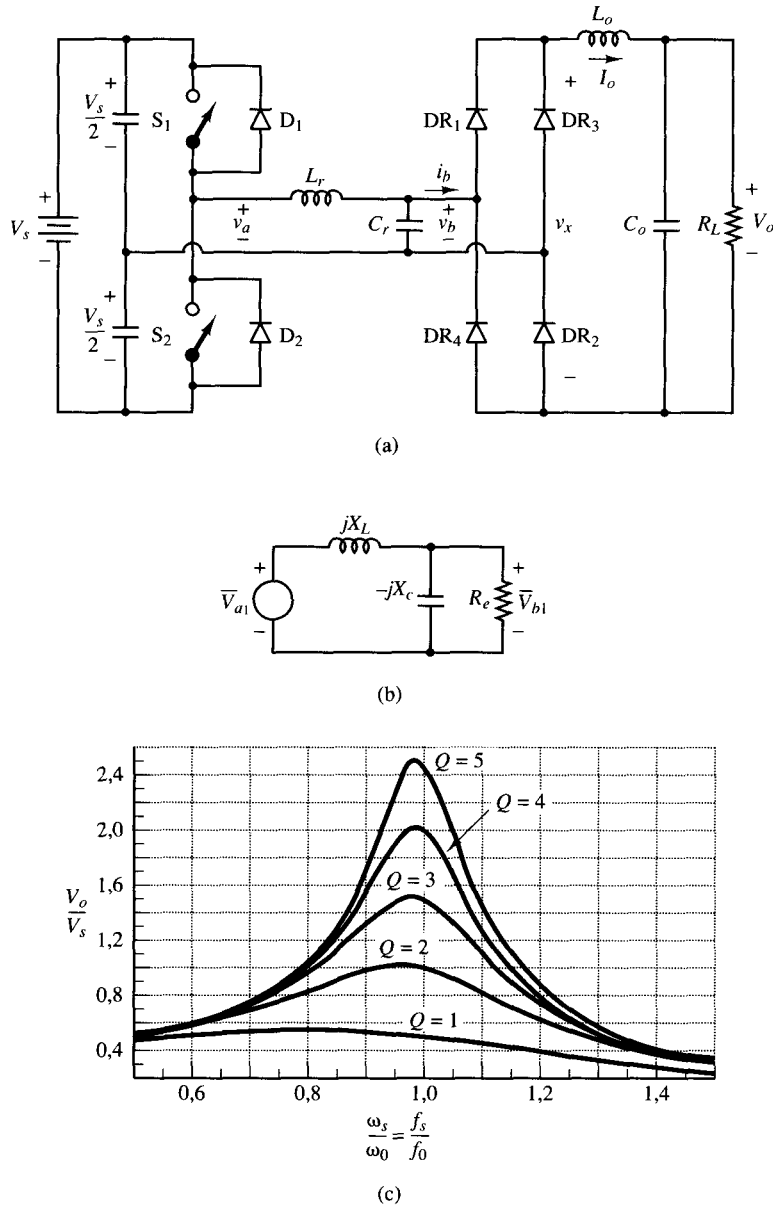 L_o
I_o
+
V_s/2
−
S₁
D₁
DR₁
DR₃
+
L_r
i_b
+
V_s
−
+
v_a
−
C_r
+
v_b
−
v_x
C_o
R_L
+
V_o
−
+
V_s/2
−
S₂
D₂
DR₄
DR₂
−
(a)
jX_L
+
V̅_a1
−
−jX_c
R_e
+
V̅_b1
−
(b)
2,4
2,0
1,6
1,2
0,8
0,4
V_o/V_s
Q = 5
Q = 4
Q = 3
Q = 2
Q = 1
0,6 0,8 1,0 1,2 1,4
ω_s/ω_0 = f_s/f_0
(c)